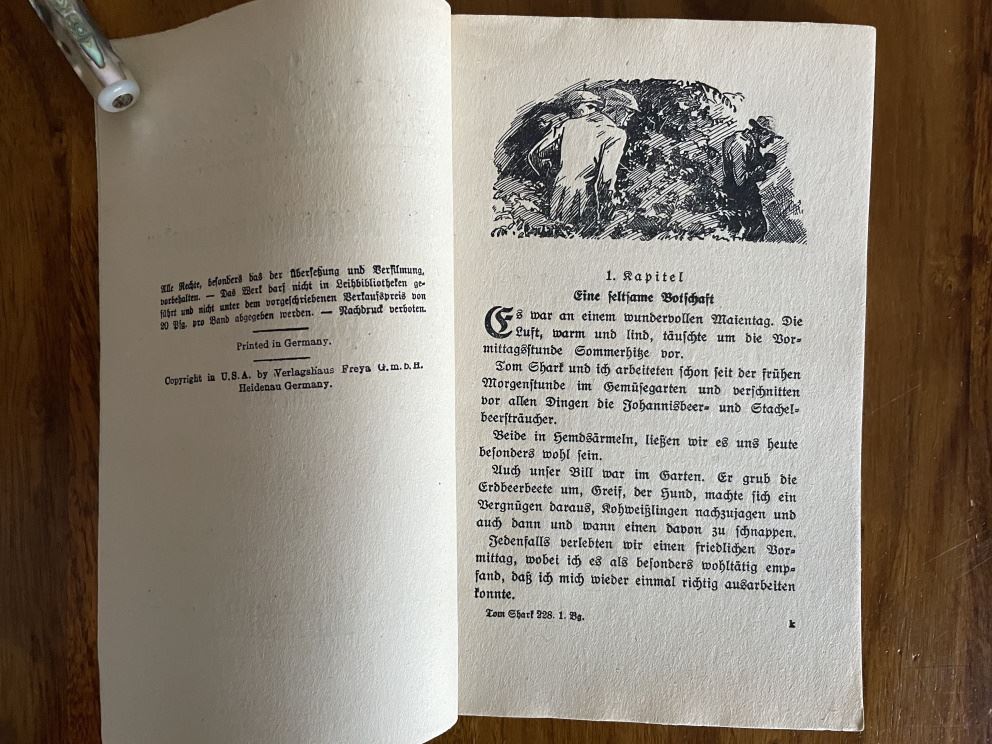 Alle Rechte, besonders das der Übersetzung und Verfilmung,
vorbehalten. — Das Werk darf nicht in Leihbibliotheken ge-
führt und nicht unter dem vorgeschriebenen Verkaufspreis von
20 Pfg. pro Band abgegeben werden. — Nachdruck verboten.
Printed in Germany.
Copyright in U.S.A. by Verlagshaus Freya G.m.b.H.
Heidenau Germany.
1. Kapitel
Eine seltsame Botschaft
Es war an einem wundervollen Maientag. Die
Luft, warm und lind, täuschte um die Vor-
mittagsstunde Sommerhitze vor.
Tom Shark und ich arbeiteten schon seit der frühen
Morgenstunde im Gemüsegarten und verschnitten
vor allen Dingen die Johannisbeer- und Stachel-
beersträucher.
Beide in Hemdsärmeln, ließen wir es uns heute
besonders wohl sein.
Auch unser Bill war im Garten. Er grub die
Erdbeerbeete um, Greif, der Hund, machte sich ein
Vergnügen daraus, Kohlweißlingen nachzujagen und
auch dann und wann einen davon zu schnappen.
Jedenfalls verlebten wir einen friedlichen Vor-
mittag, wobei ich es als besonders wohltätig emp-
fand, daß ich mich wieder einmal richtig ausarbeiten
konnte.
Tom Shark 228. 1. Bg.
k